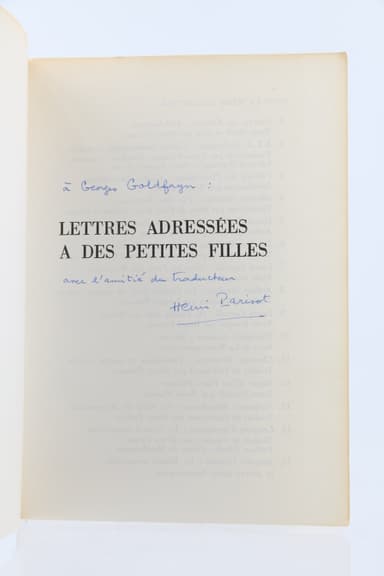 à Georges Goldfayn :
LETTRES ADRESSÉES
A DES PETITES FILLES
avec l'amitié du traducteur
Henri Parisot